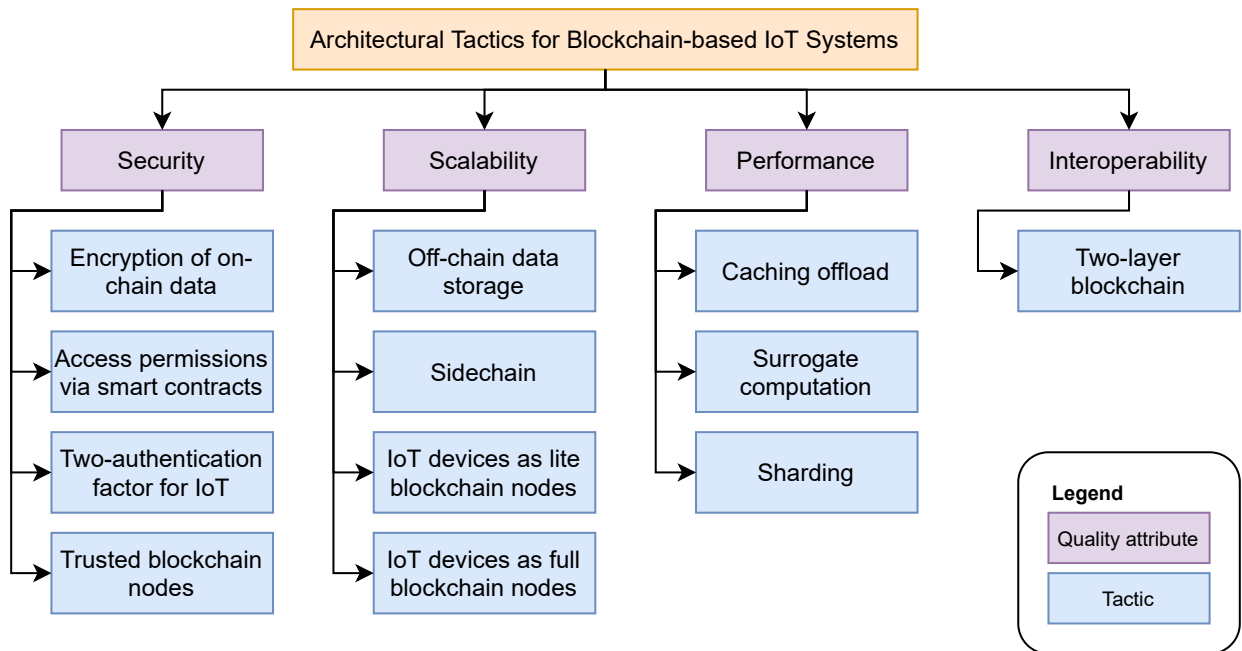 Architectural Tactics for Blockchain-based IoT Systems
Security
Scalability
Performance
Interoperability
Encryption of on-
chain data
Off-chain data
storage
Caching offload
Two-layer
blockchain
Access permissions
via smart contracts
Sidechain
Surrogate
computation
Two-authentication
factor for IoT
IoT devices as lite
blockchain nodes
Sharding
Trusted blockchain
nodes
IoT devices as full
blockchain nodes
Legend
Quality attribute
Tactic